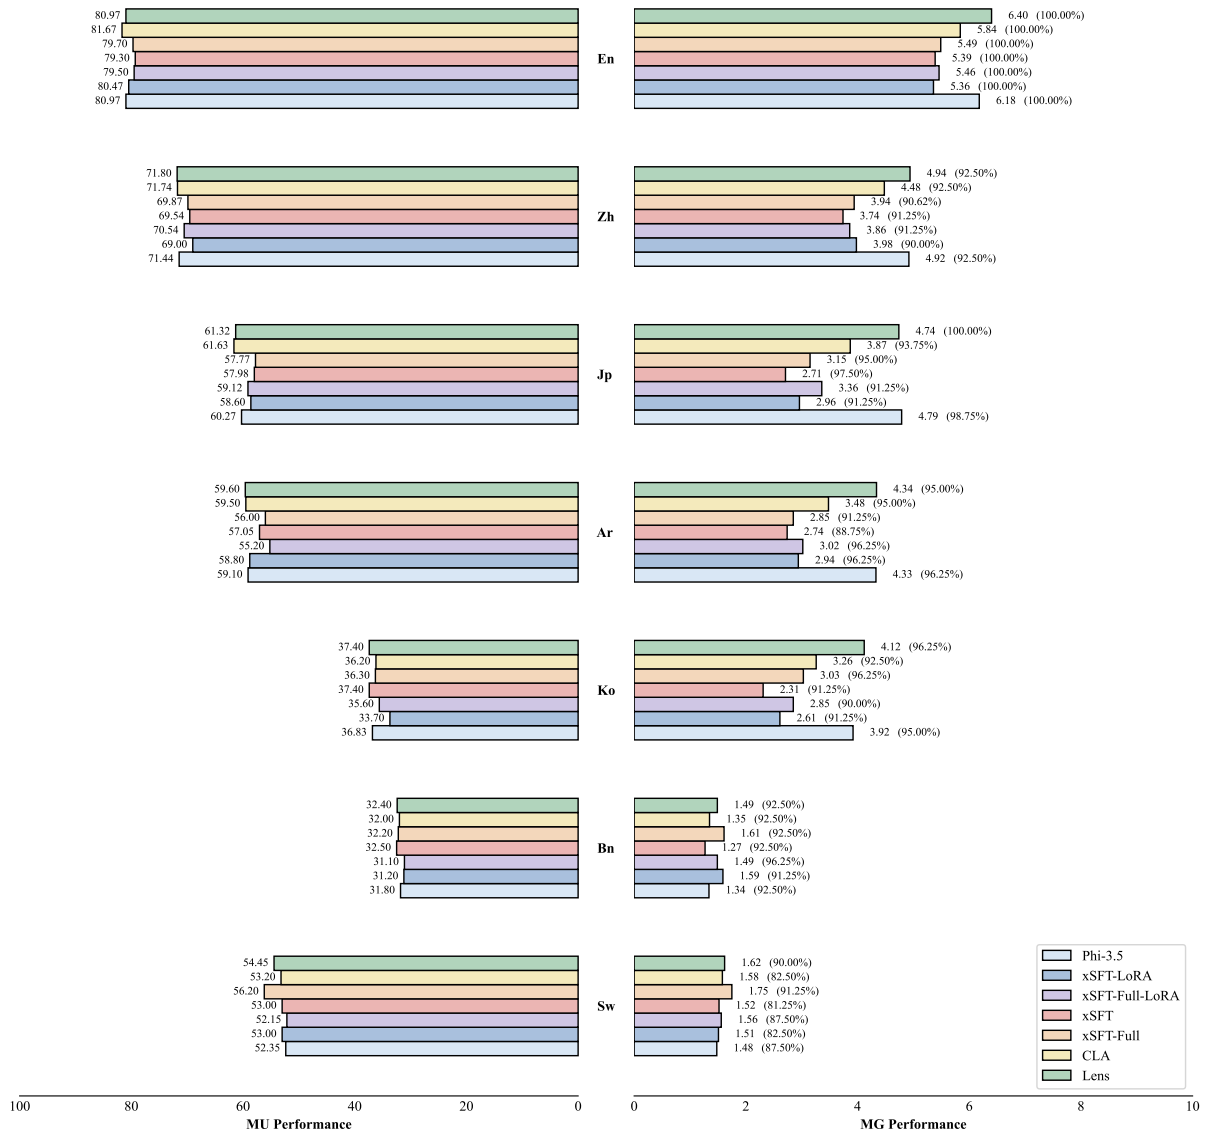 80.97 6.40 (100.00%)
81.67 5.84 (100.00%)
79.70 5.49 (100.00%)
79.30 En 5.39 (100.00%)
79.50 5.46 (100.00%)
80.47 5.36 (100.00%)
80.97 6.18 (100.00%)
71.80 4.94 (92.50%)
71.74 4.48 (92.50%)
69.87 3.94 (90.62%)
69.54 Zh 3.74 (91.25%)
70.54 3.86 (91.25%)
69.00 3.98 (90.00%)
71.44 4.92 (92.50%)
61.32 4.74 (100.00%)
61.63 3.87 (93.75%)
57.77 3.15 (95.00%)
57.98 Jp 2.71 (97.50%)
59.12 3.36 (91.25%)
58.60 2.96 (91.25%)
60.27 4.79 (98.75%)
59.60 4.34 (95.00%)
59.50 3.48 (95.00%)
56.00 2.85 (91.25%)
57.05 Ar 2.74 (88.75%)
55.20 3.02 (96.25%)
58.80 2.94 (96.25%)
59.10 4.33 (96.25%)
37.40 4.12 (96.25%)
36.20 3.26 (92.50%)
36.30 3.03 (96.25%)
37.40 Ko 2.31 (91.25%)
35.60 2.85 (90.00%)
33.70 2.61 (91.25%)
36.83 3.92 (95.00%)
32.40 1.49 (92.50%)
32.00 1.35 (92.50%)
32.20 1.61 (92.50%)
32.50 Bn 1.27 (92.50%)
31.10 1.49 (96.25%)
31.20 1.59 (91.25%)
31.80 1.34 (92.50%)
54.45 1.62 (90.00%)
53.20 1.58 (82.50%)
56.20 1.75 (91.25%)
53.00 Sw 1.52 (81.25%)
52.15 1.56 (87.50%)
53.00 1.51 (82.50%)
52.35 1.48 (87.50%)
Phi-3.5
xSFT-LoRA
xSFT-Full-LoRA
xSFT
xSFT-Full
CLA
Lens
100 80 60 40 20 0 0 2 4 6 8 10
MU Performance MG Performance